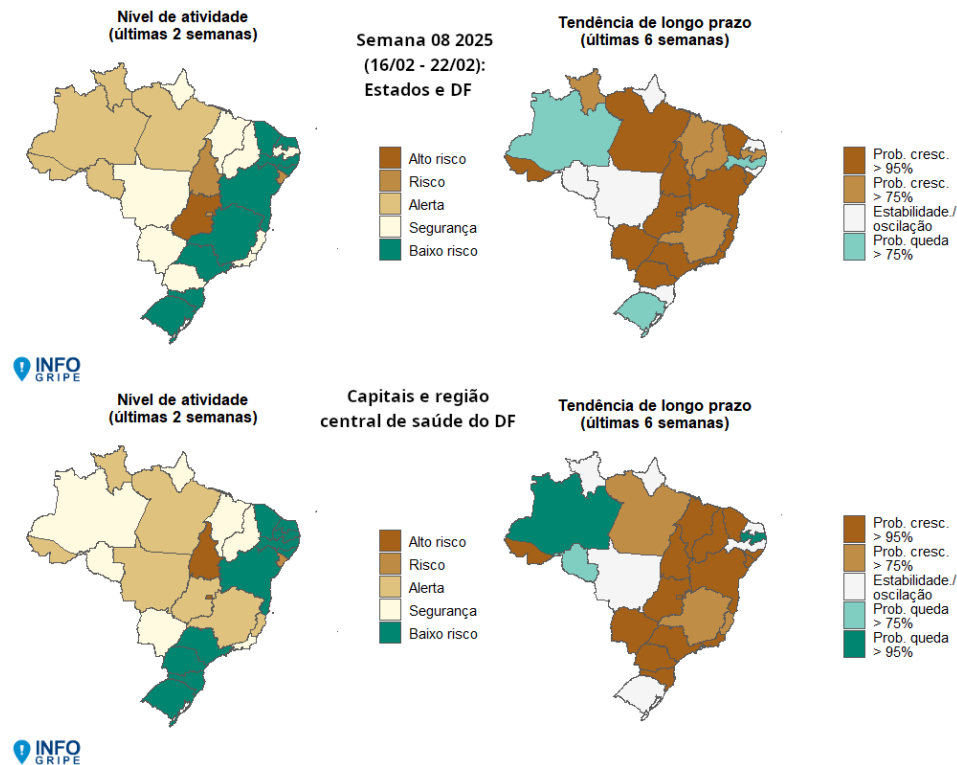 Nível de atividade
(últimas 2 semanas)
Semana 08 2025
(16/02 - 22/02):
Estados e DF
Tendência de longo prazo
(últimas 6 semanas)
Alto risco
Risco
Alerta
Segurança
Baixo risco
Prob. cresc.
> 95%
Prob. cresc.
> 75%
Estabilidade./
oscilação
Prob. queda
> 75%
INFO
GRIPE
Nível de atividade
(últimas 2 semanas)
Capitais e região
central de saúde do DF
Tendência de longo prazo
(últimas 6 semanas)
Alto risco
Risco
Alerta
Segurança
Baixo risco
Prob. cresc.
> 95%
Prob. cresc.
> 75%
Estabilidade./
oscilação
Prob. queda
> 75%
Prob. queda
> 95%
INFO
GRIPE